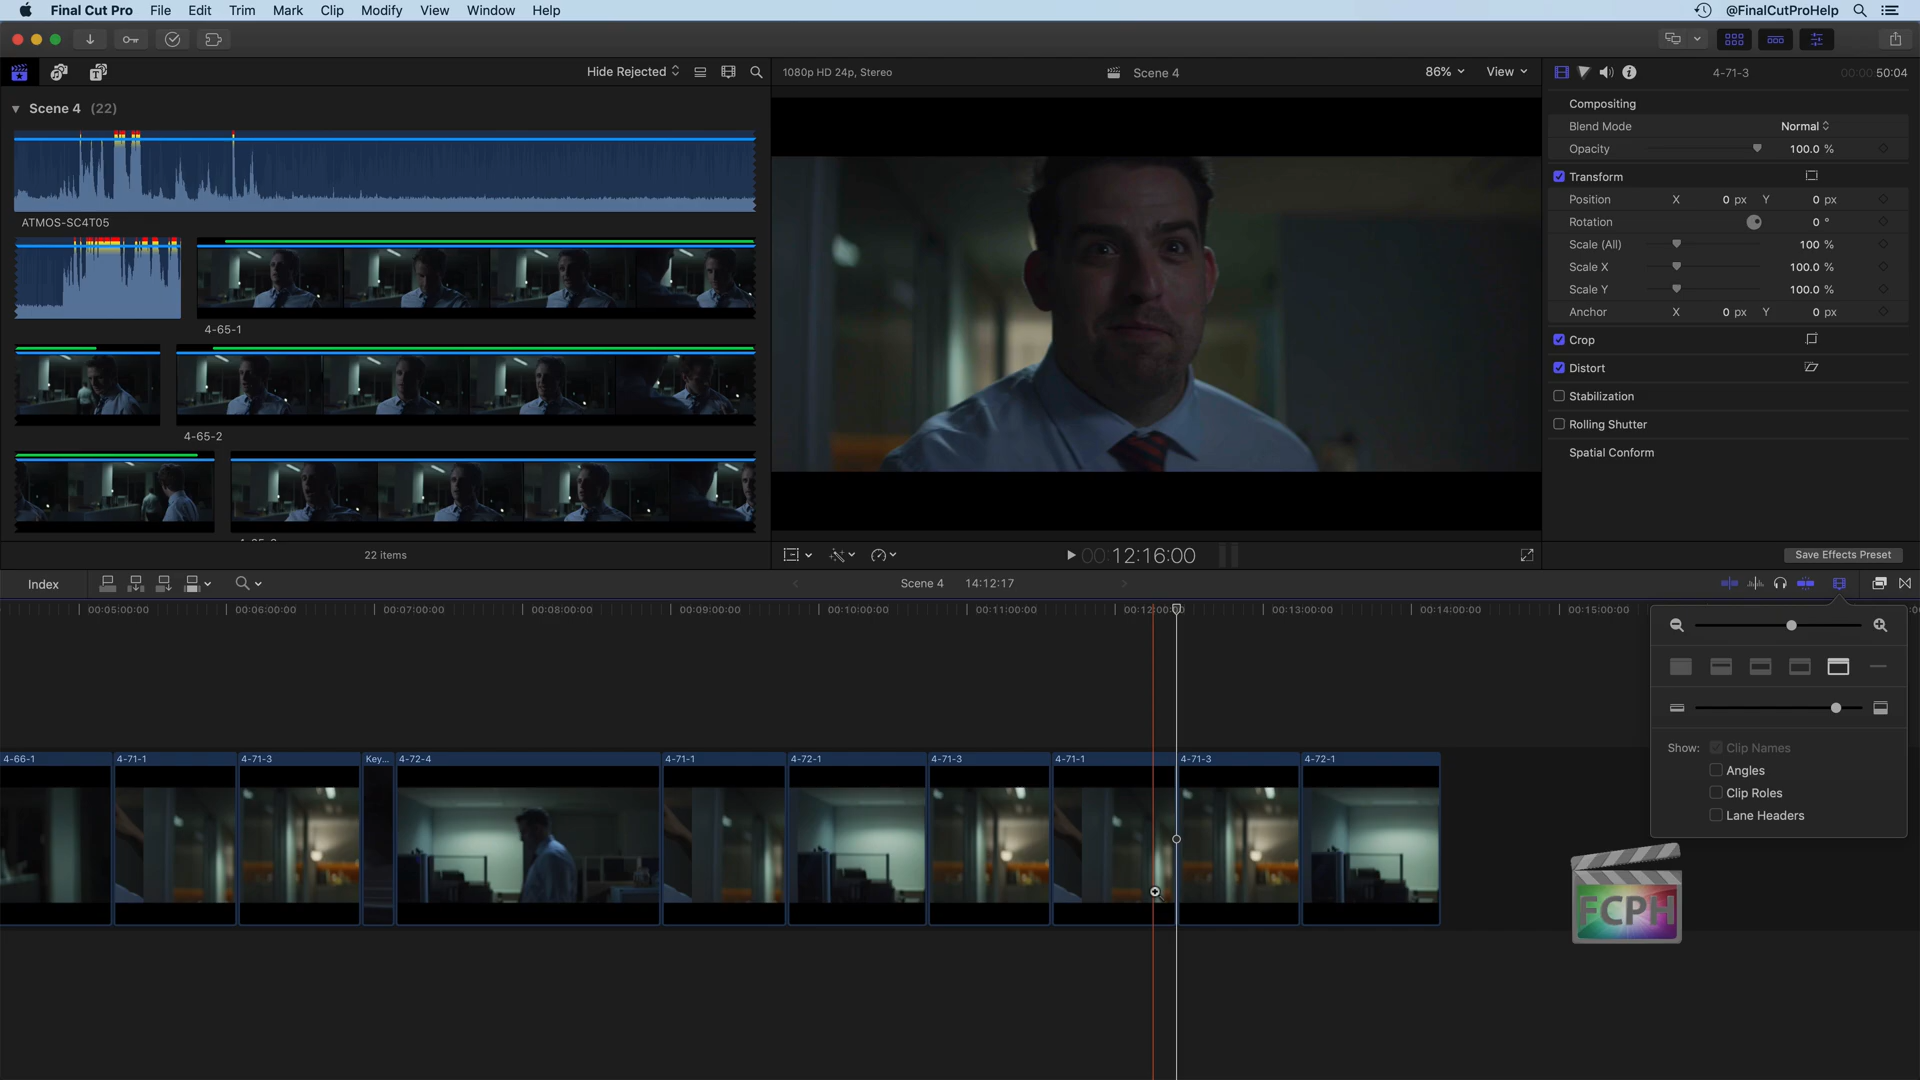 Final Cut Pro File Edit Trim Mark Clip Modify View Window Help @FinalCutProHelp
Hide Rejected
1080p HD 24p, Stereo Scene 4 86% View
4-71-3 00:00:50:04
Scene 4 (22)
ATMOS-SC4T05
4-65-1
4-65-2
22 items
Compositing
Blend Mode Normal
Opacity 100.0 %
Transform
Position X 0 px Y 0 px
Rotation 0 °
Scale (All) 100 %
Scale X 100.0 %
Scale Y 100.0 %
Anchor X 0 px Y 0 px
Crop
Distort
Stabilization
Rolling Shutter
Spatial Conform
00:12:16:00
Save Effects Preset
Index Scene 4 14:12:17
00:05:00:00 00:06:00:00 00:07:00:00 00:08:00:00 00:09:00:00 00:10:00:00 00:11:00:00 00:12:00:00 00:13:00:00 00:14:00:00 00:15:00:00
Show: Clip Names
Angles
Clip Roles
Lane Headers
4-66-1 4-71-1 4-71-3 Key... 4-72-4 4-71-1 4-72-1 4-71-3 4-71-1 4-71-3 4-72-1
FCPH